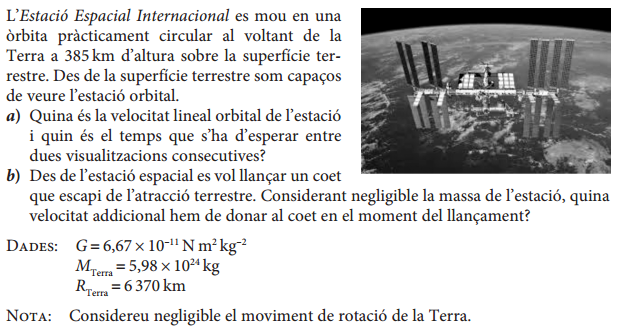 L’Estació Espacial Internacional es mou en una
òrbita pràcticament circular al voltant de la
Terra a 385 km d’altura sobre la superfície ter-
restre. Des de la superfície terrestre som capaços
de veure l’estació orbital.
a) Quina és la velocitat lineal orbital de l’estació
i quin és el temps que s’ha d’esperar entre
dues visualitzacions consecutives?
b) Des de l’estació espacial es vol llançar un coet
que escapi de l’atracció terrestre. Considerant negligible la massa de l’estació, quina
velocitat addicional hem de donar al coet en el moment del llançament?
DADES: G = 6,67 × 10⁻¹¹ N m² kg⁻²
M_Terra = 5,98 × 10²⁴ kg
R_Terra = 6 370 km
NOTA: Considereu negligible el moviment de rotació de la Terra.